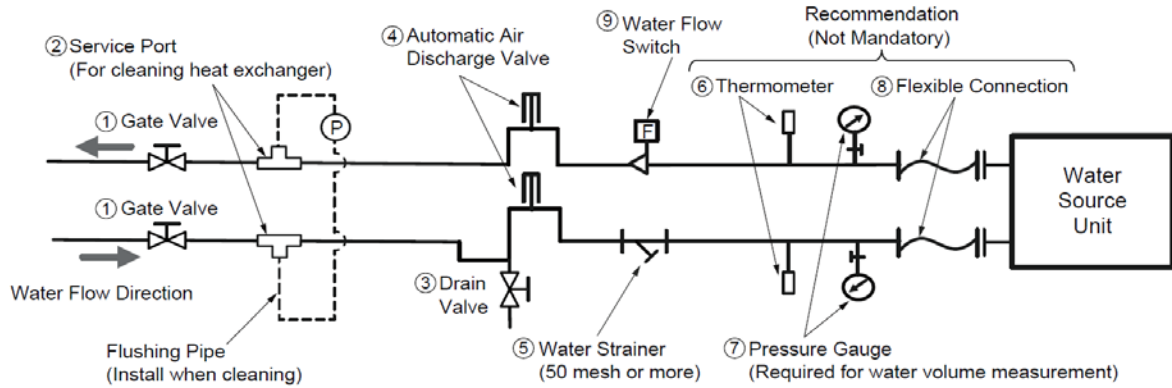 ② Service Port
(For cleaning heat exchanger)
④ Automatic Air
Discharge Valve
⑨ Water Flow
Switch
Recommendation
(Not Mandatory)
⑥ Thermometer
⑧ Flexible Connection
① Gate Valve
P
F
Water
Source
Unit
① Gate Valve
Water Flow Direction
③ Drain
Valve
Flushing Pipe
(Install when cleaning)
⑤ Water Strainer
(50 mesh or more)
⑦ Pressure Gauge
(Required for water volume measurement)